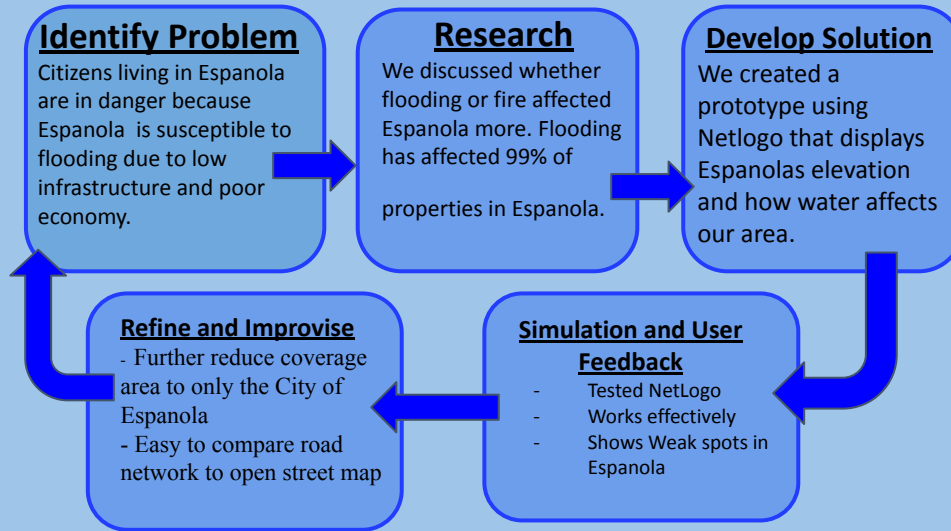 Identify Problem
Citizens living in Espanola
are in danger because
Espanola is susceptible to
flooding due to low
infrastructure and poor
economy.
Research
We discussed whether
flooding or fire affected
Espanola more. Flooding
has affected 99% of
properties in Espanola.
Develop Solution
We created a
prototype using
Netlogo that displays
Espanolas elevation
and how water affects
our area.
Simulation and User
Feedback
- Tested NetLogo
- Works effectively
- Shows Weak spots in
Espanola
Refine and Improvise
- Further reduce coverage
area to only the City of
Espanola
- Easy to compare road
network to open street map